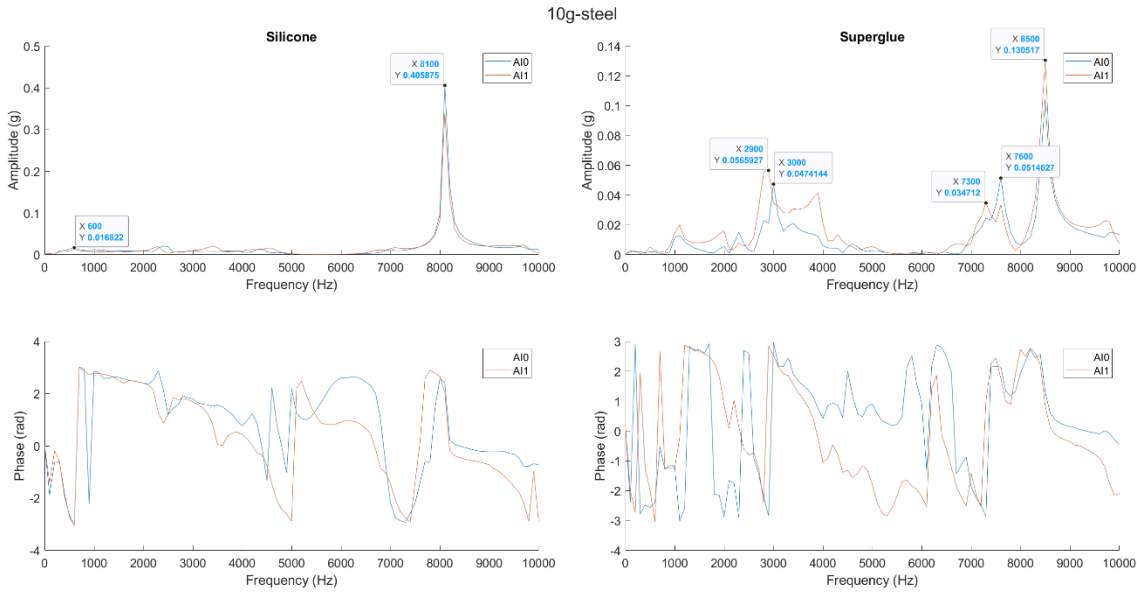 10g-steel
Silicone
Amplitude (g)
0.5
0.4
0.3
0.2
0.1
0
X 8100
Y 0.405875
X 600
Y 0.016822
AI0
AI1
0 1000 2000 3000 4000 5000 6000 7000 8000 9000 10000
Frequency (Hz)
Superglue
Amplitude (g)
0.14
0.12
0.1
0.08
0.06
0.04
0.02
0
X 8500
Y 0.130517
X 2900
Y 0.0565927
X 3000
Y 0.0474144
X 7600
Y 0.0514627
X 7300
Y 0.034712
AI0
AI1
0 1000 2000 3000 4000 5000 6000 7000 8000 9000 10000
Frequency (Hz)
Phase (rad)
4
2
0
-2
-4
AI0
AI1
0 1000 2000 3000 4000 5000 6000 7000 8000 9000 10000
Frequency (Hz)
Phase (rad)
3
2
1
0
-1
-2
-3
-4
AI0
AI1
0 1000 2000 3000 4000 5000 6000 7000 8000 9000 10000
Frequency (Hz)